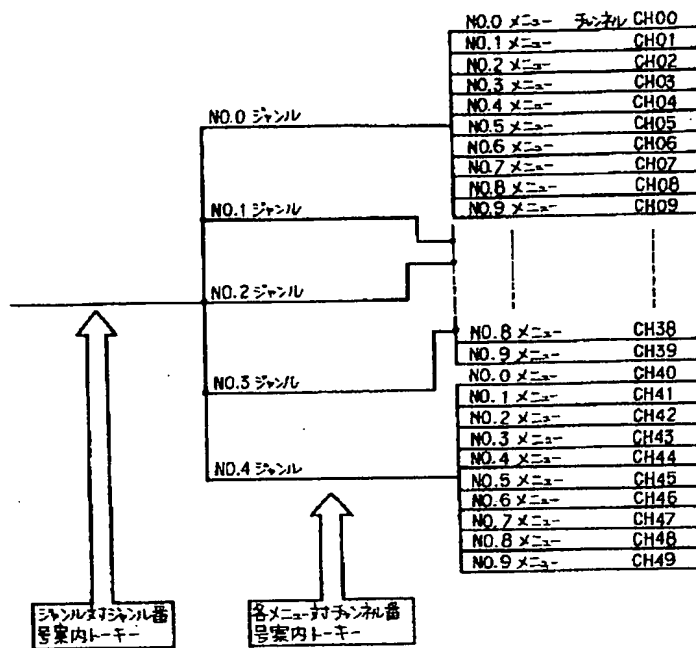 NO.0 メニュー チャンネル CH00
NO.1 メニュー CH01
NO.2 メニュー CH02
NO.3 メニュー CH03
NO.4 メニュー CH04
NO.5 メニュー CH05
NO.6 メニュー CH06
NO.7 メニュー CH07
NO.8 メニュー CH08
NO.9 メニュー CH09
NO.0 ジャンル
NO.1 ジャンル
NO.2 ジャンル
NO.3 ジャンル
NO.4 ジャンル
NO.8 メニュー CH38
NO.9 メニュー CH39
NO.0 メニュー CH40
NO.1 メニュー CH41
NO.2 メニュー CH42
NO.3 メニュー CH43
NO.4 メニュー CH44
NO.5 メニュー CH45
NO.6 メニュー CH46
NO.7 メニュー CH47
NO.8 メニュー CH48
NO.9 メニュー CH49
ジャンル対ジャンル番
号案内トーキー
各メニュー対チャンネル番
号案内トーキー